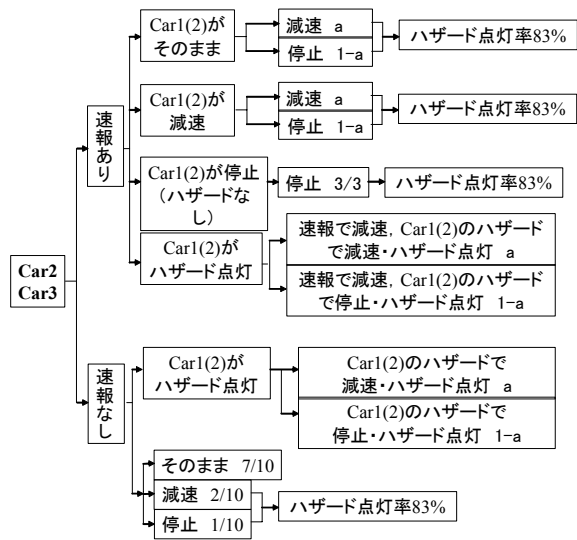 Car1(2)が
そのまま
減速 a
停止 1-a
ハザード点灯率83%
Car1(2)が
減速
減速 a
停止 1-a
ハザード点灯率83%
速報あり
Car1(2)が停止
(ハザードな
し)
停止 3/3
ハザード点灯率83%
Car1(2)が
ハザード点灯
速報で減速，Car1(2)のハザード
で減速・ハザード点灯 a
速報で減速，Car1(2)のハザード
で停止・ハザード点灯 1-a
Car2
Car3
速報なし
Car1(2)が
ハザード点灯
Car1(2)のハザードで
減速・ハザード点灯 a
Car1(2)のハザードで
停止・ハザード点灯 1-a
そのまま 7/10
減速 2/10
停止 1/10
ハザード点灯率83%